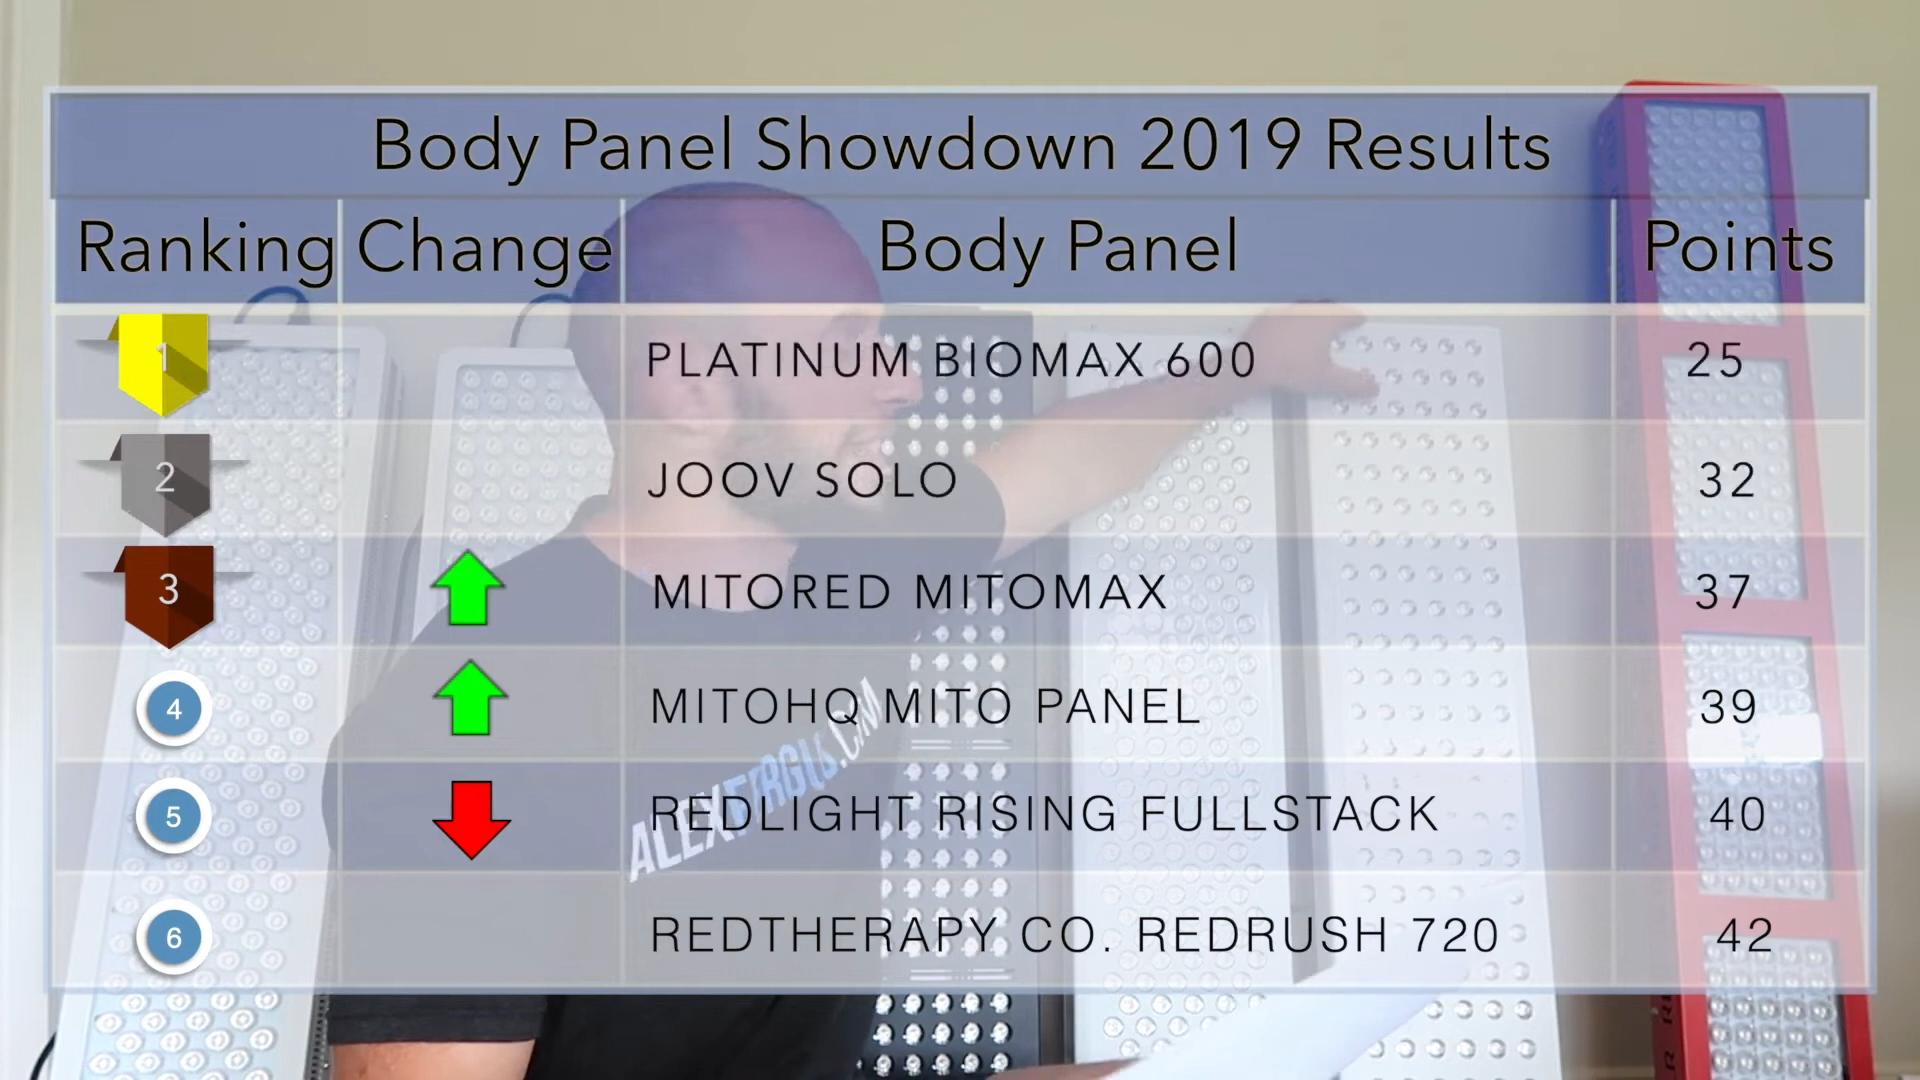 Body Panel Showdown 2019 Results
Ranking Change Body Panel Points
1 PLATINUM BIOMAX 600 25
2 JOOV SOLO 32
3 MITORED MITOMAX 37
4 MITOHQ MITO PANEL 39
ALEXFERGUS.COM
5 REDLIGHT RISING FULLSTACK 40
6 REDTHERAPY CO. REDRUSH 720 42